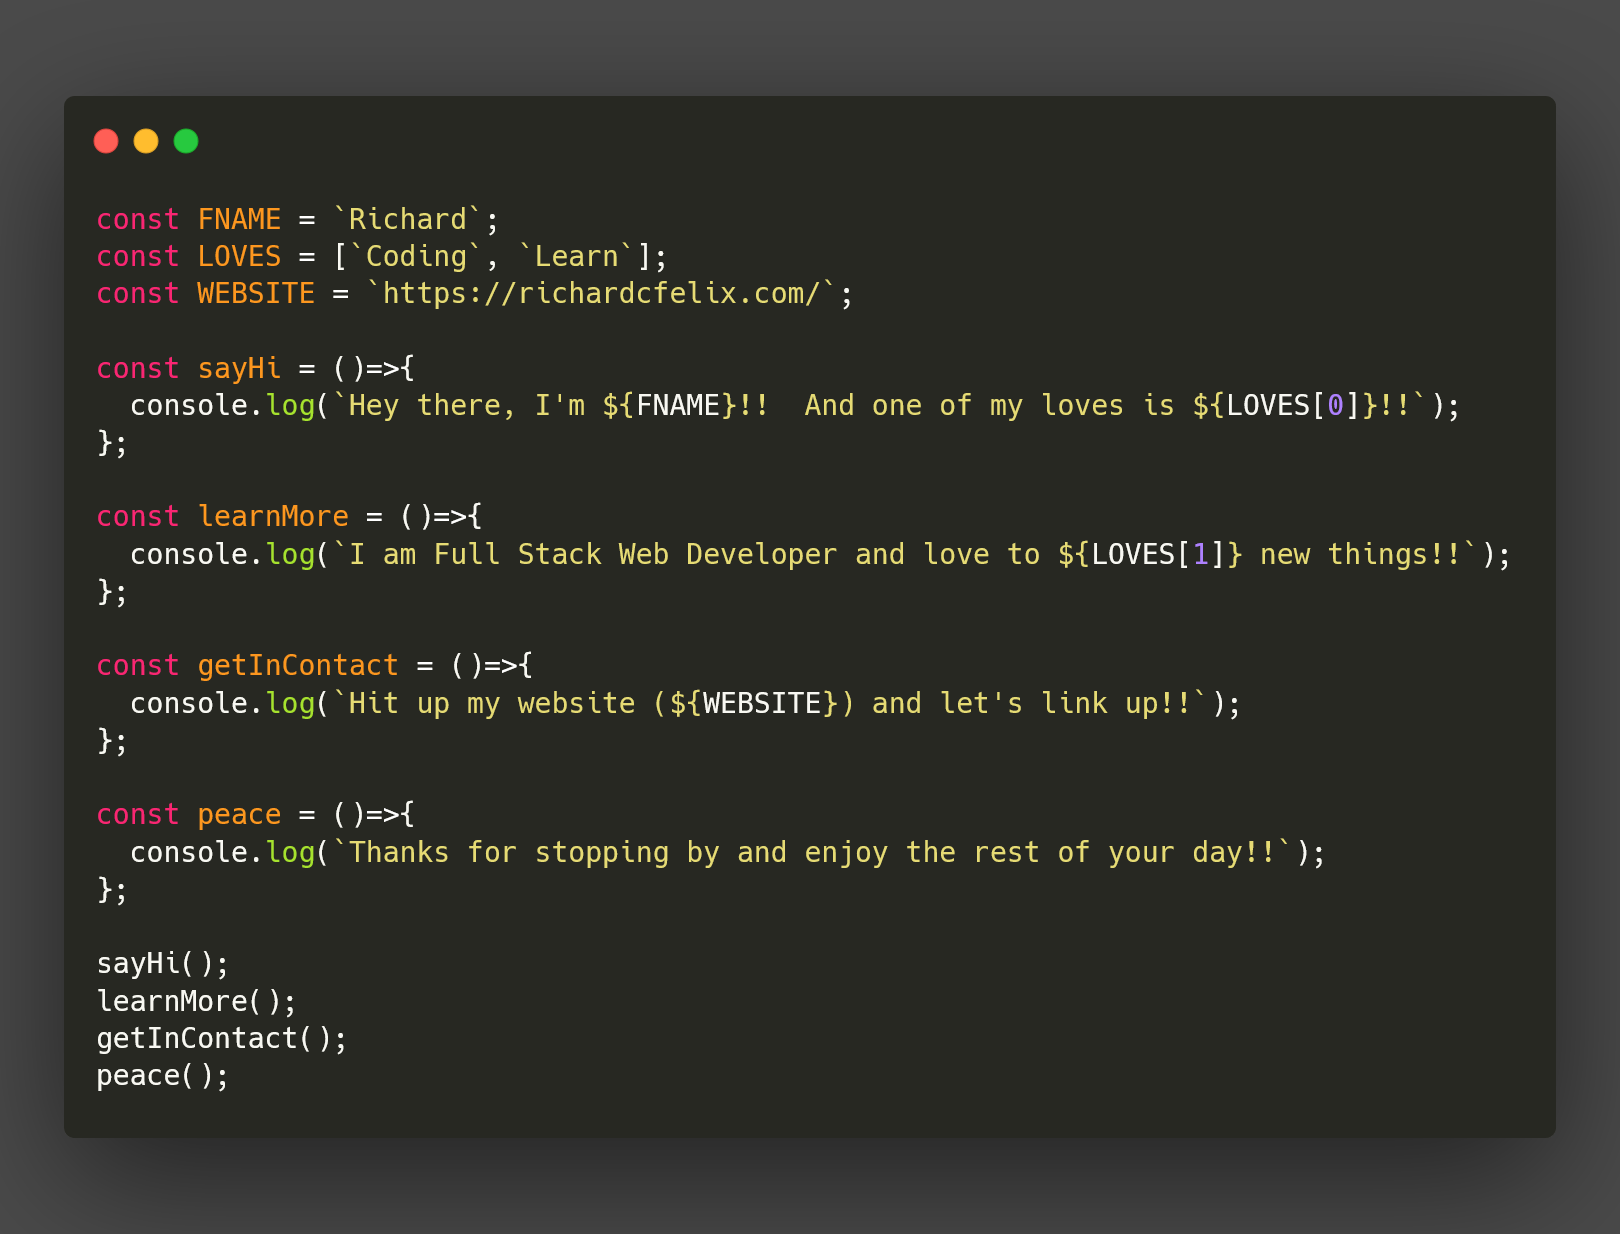 const FNAME = `Richard`;
const LOVES = [`Coding`, `Learn`];
const WEBSITE = `https://richardcfelix.com/`;

const sayHi = ()=>{
  console.log(`Hey there, I'm ${FNAME}!!  And one of my loves is ${LOVES[0]}!!`);
};

const learnMore = ()=>{
  console.log(`I am Full Stack Web Developer and love to ${LOVES[1]} new things!!`);
};

const getInContact = ()=>{
  console.log(`Hit up my website (${WEBSITE}) and let's link up!!`);
};

const peace = ()=>{
  console.log(`Thanks for stopping by and enjoy the rest of your day!!`);
};

sayHi();
learnMore();
getInContact();
peace();